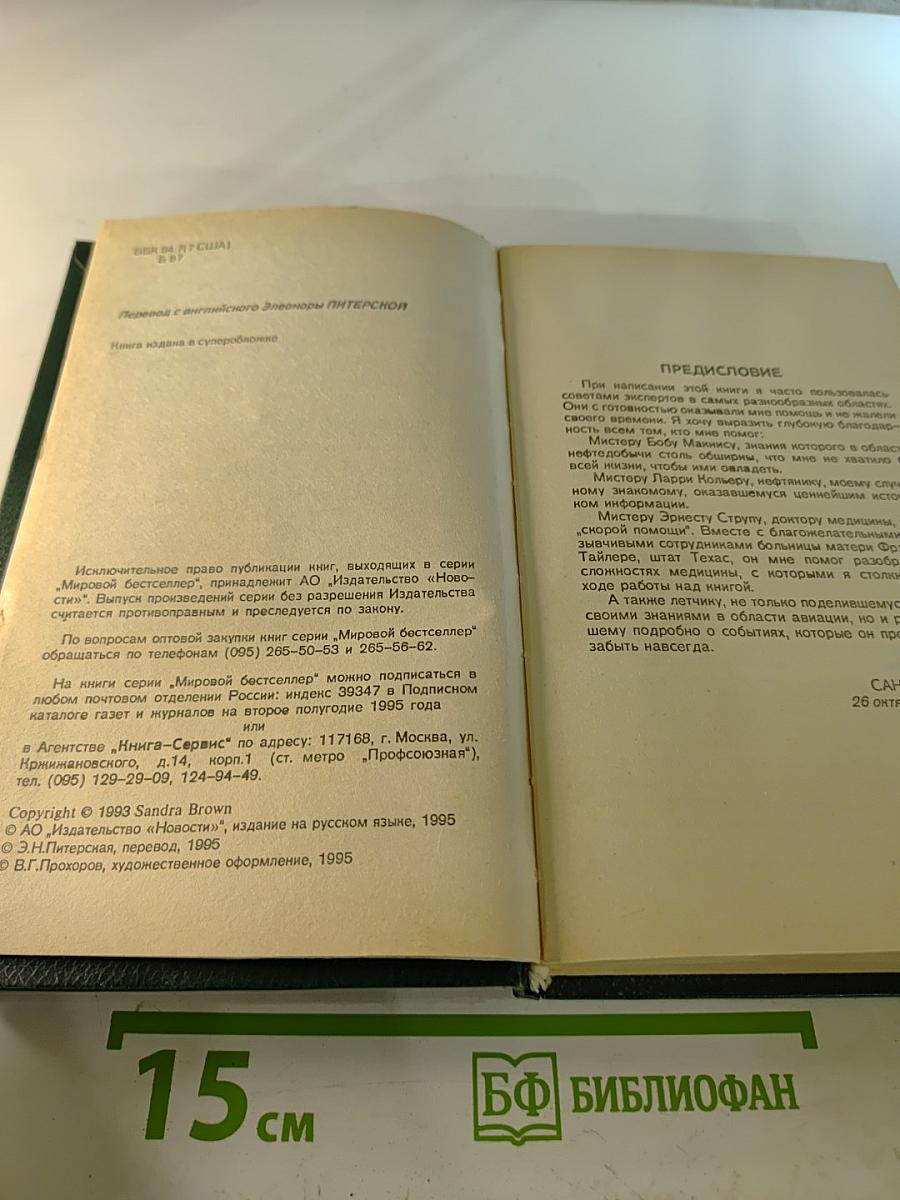 ББК 84.7(7 США)
Б 87
Перевод с английского Элеоноры ПИТЕРСКОЙ
Книга издана в суперобложке
Исключительное право публикации книг, выходящих в серии
„Мировой бестселлер“, принадлежит АО „Издательство «Ново-
сти»“. Выпуск произведений серии без разрешения Издательства
считается противоправным и преследуется по закону.
По вопросам оптовой закупки книг серии „Мировой бестселлер“
обращаться по телефонам (095) 265-50-53 и 265-56-62.
На книги серии „Мировой бестселлер“ можно подписаться в
любом почтовом отделении России: индекс 39347 в Подписном
каталоге газет и журналов на второе полугодие 1995 года
или
в Агентстве „Книга-Сервис“ по адресу: 117168, г. Москва, ул.
Кржижановского, д.14, корп.1 (ст. метро „Профсоюзная“),
тел. (095) 129-29-09, 124-94-49.
Copyright © 1993 Sandra Brown
© АО „Издательство «Новости»“, издание на русском языке, 1995
© Э.Н.Питерская, перевод, 1995
© В.Г.Прохоров, художественное оформление, 1995
ПРЕДИСЛОВИЕ
При написании этой книги я часто пользовалась
советами экспертов в самых разнообразных областях.
Они с готовностью оказывали мне помощь и не жалели
своего времени. Я хочу выразить глубокую благодар-
ность всем тем, кто мне помог:
Мистеру Бобу Макнису, знания которого в област
нефтедобычи столь обширны, что мне не хватило б
всей жизни, чтобы ими овладеть.
Мистеру Ларри Кольеру, нефтянику, моему случ
ному знакомому, оказавшемуся ценнейшим источ
ком информации.
Мистеру Эрнесту Струпу, доктору медицины,
„скорой помощи“. Вместе с благожелательными
зывчивыми сотрудниками больницы матери Фр
Тайлере, штат Техас, он мне помог разобр
сложностях медицины, с которыми я столк
ходе работы над книгой.
А также летчику, не только поделившемус
своими знаниями в области авиации, но и р
шему подробно о событиях, которые он пре
забыть навсегда.
САН
26 октя
15 см
БФ БИБЛИОФАН